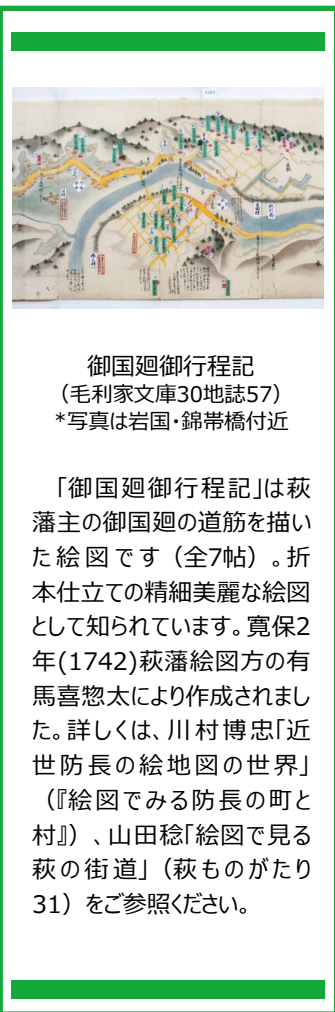 御国廻御行程記
（毛利家文庫30地誌57）
*写真は岩国・錦帯橋付近
「御国廻御行程記」は萩
藩主の御国廻の道筋を描い
た絵図です（全7帖）。折
本仕立ての精細美麗な絵図
として知られています。寛保2
年(1742)萩藩絵図方の有
馬喜惣太により作成されまし
た。詳しくは、川村博忠「近
世防長の絵地図の世界」
（『絵図でみる防長の町と
村』）、山田稔「絵図で見る
萩の街道」（萩ものがたり
31）をご参照ください。